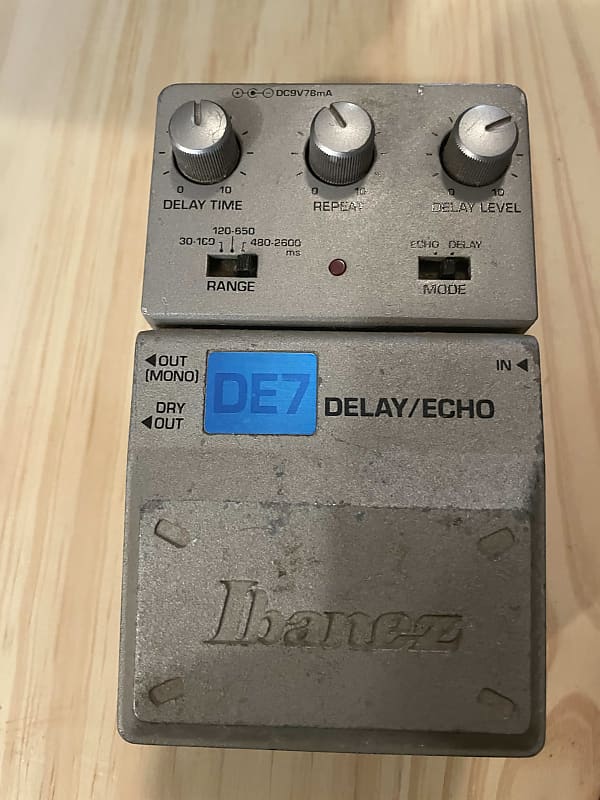 DC9V78mA
0 10
0 10
0 10
DELAY TIME
REPEAT
DELAY LEVEL
120-650
30-160
480-2600
ms
RANGE
ECHO DELAY
MODE
OUT
(MONO)
DRY
OUT
DE7
DELAY/ECHO
IN
Ibanez